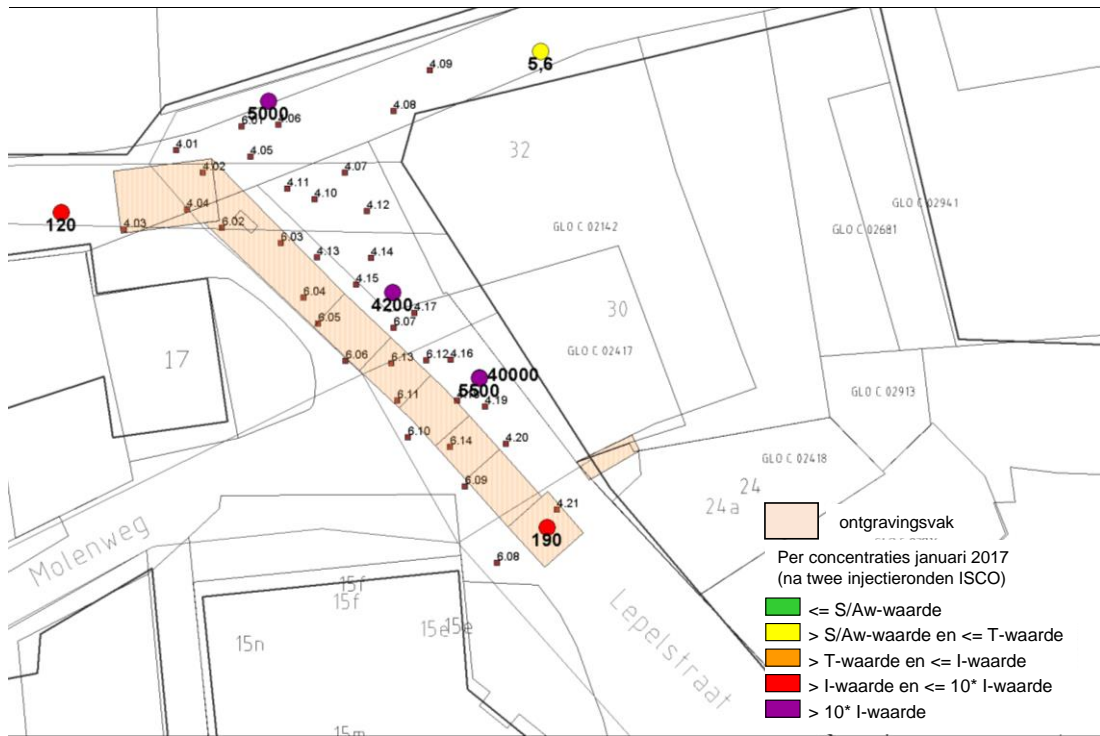 4.09
5,6
5000
6.01
4.06
4.08
4.01
4.05
32
4.02
4.07
4.11
4.10
GLO C 02941
120
4.03
4.04
6.02
4.12
GLO C 02142
GLO C 02681
6.03
4.13
4.14
4.15
6.04
4200
4.17
30
6.05
6.07
17
6.06
6.13
6.12
4.16
GLO C 02417
40000
5500
4.19
GLO C 02913
6.11
6.10
6.14
4.20
GLO C 02418
6.09
24
24a
4.21
190
6.08
Molenweg
15f
15f
15e
15e
15n
Lepelstraat
15m
ontgravingsvak
Per concentraties januari 2017
(na twee injectieronden ISCO)
<= S/Aw-waarde
> S/Aw-waarde en <= T-waarde
> T-waarde en <= I-waarde
> I-waarde en <= 10* I-waarde
> 10* I-waarde